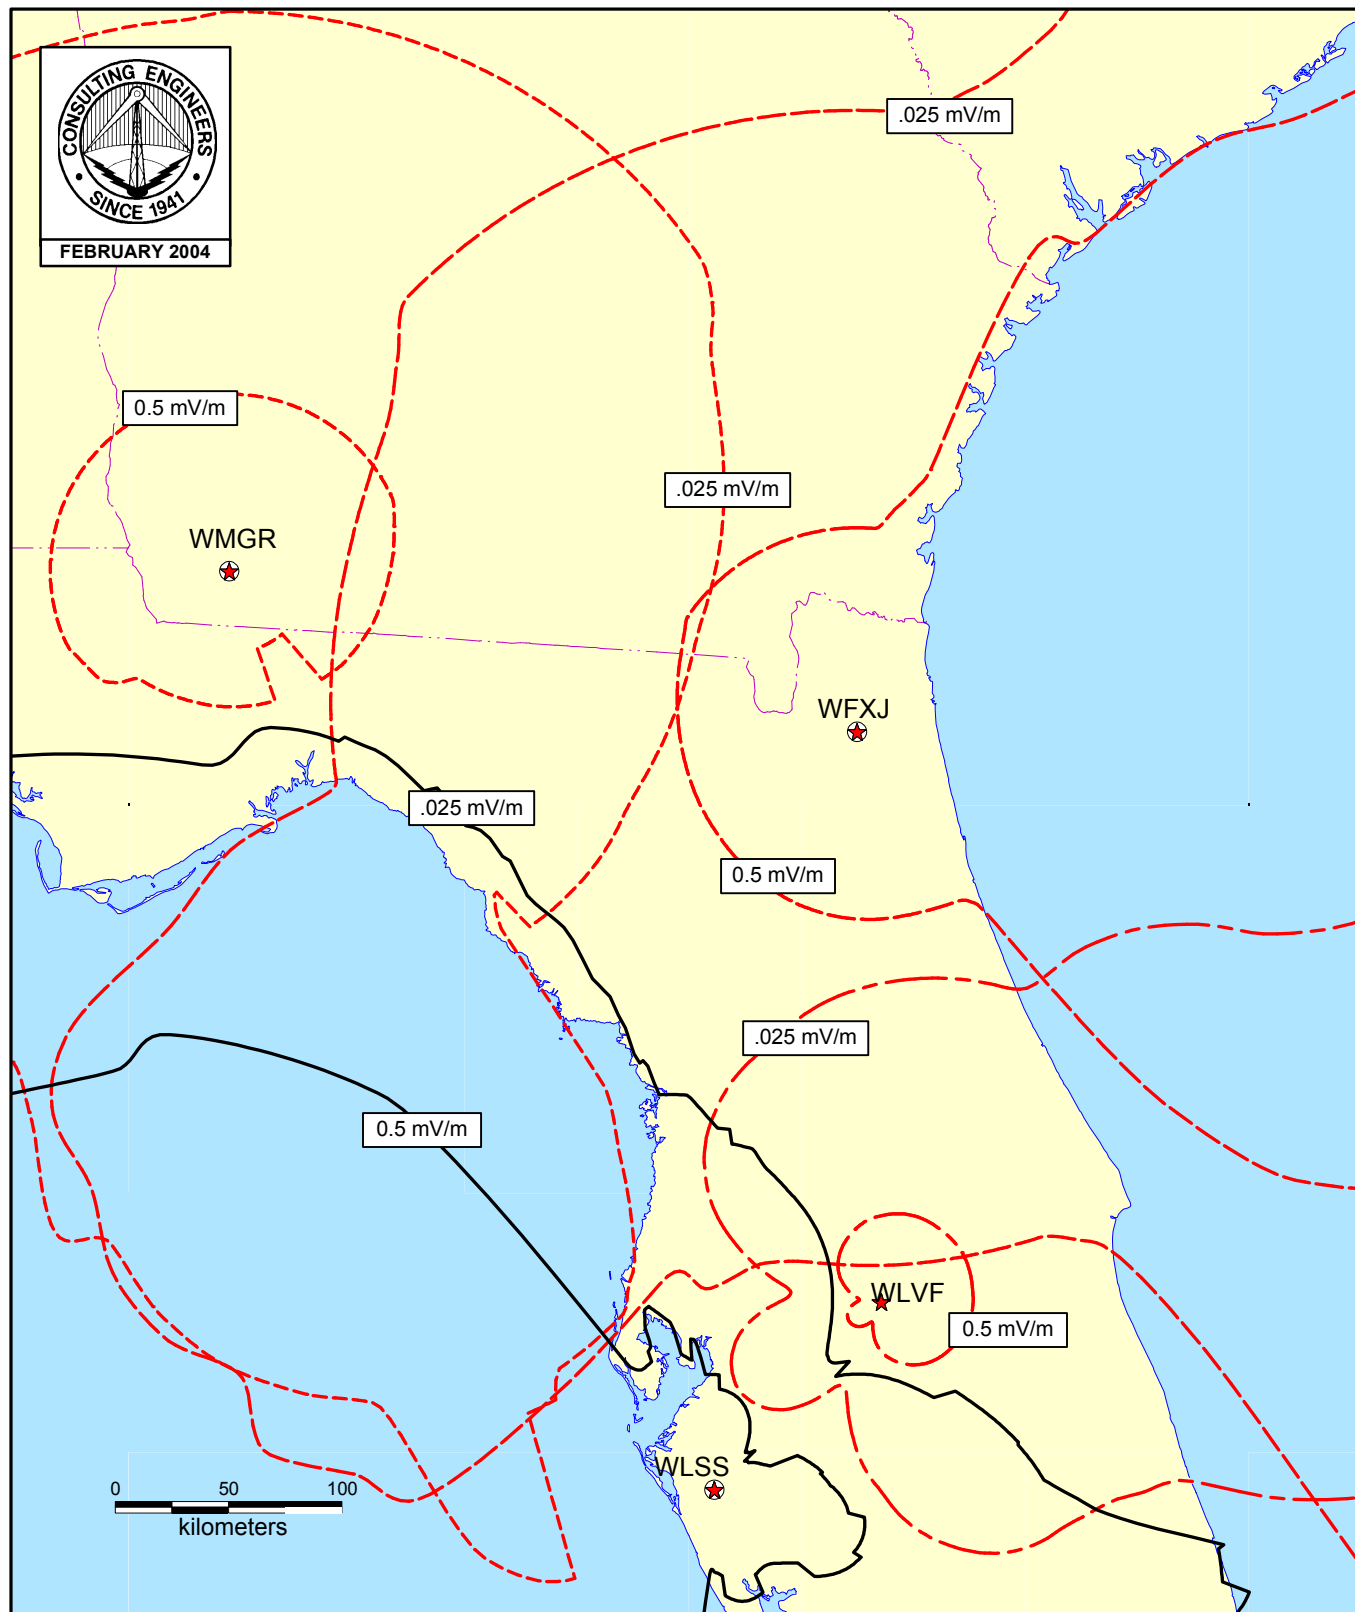 CONSULTING ENGINEERS
SINCE 1941
FEBRUARY 2004
.025 mV/m
0.5 mV/m
.025 mV/m
WMGR
WFXJ
.025 mV/m
0.5 mV/m
.025 mV/m
0.5 mV/m
WLVF
0.5 mV/m
WLSS
0 50 100
kilometers